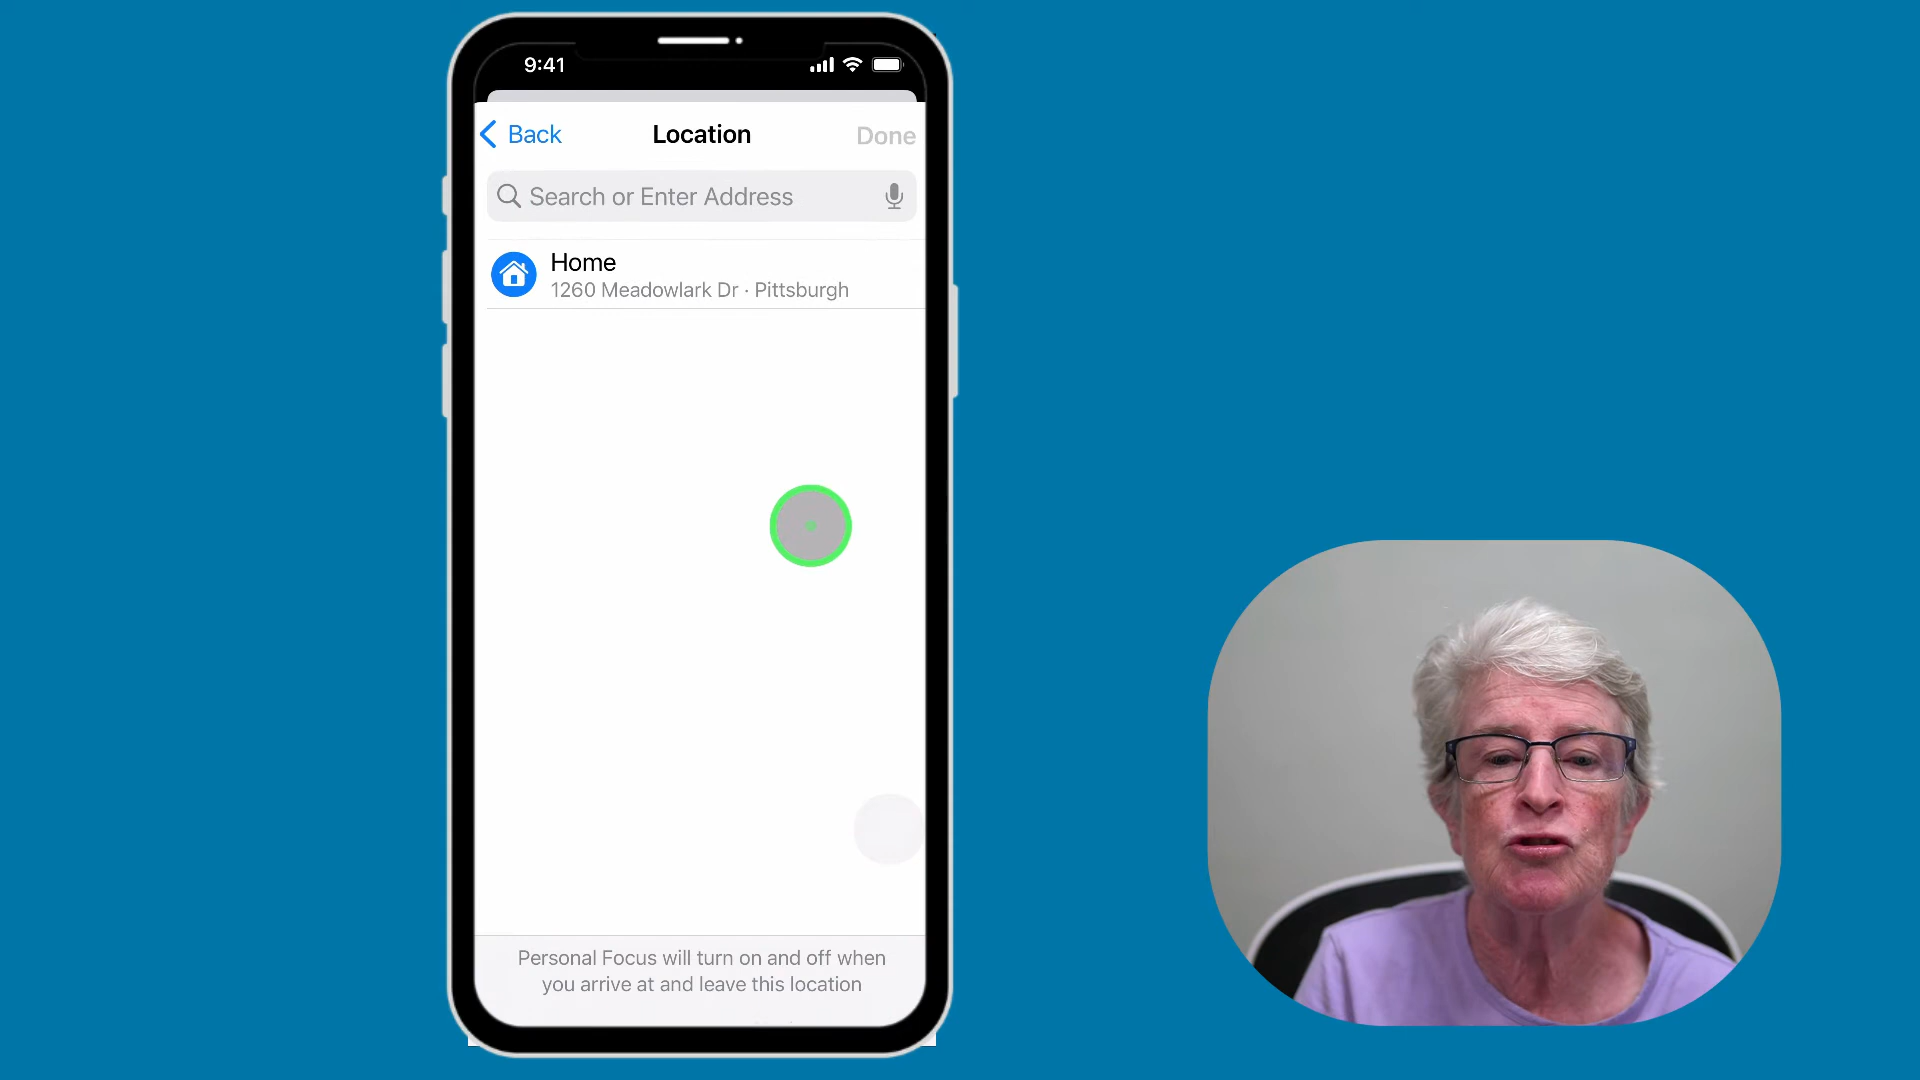 9:41
Back
Location
Done
Search or Enter Address
Home
1260 Meadowlark Dr · Pittsburgh
Personal Focus will turn on and off when
you arrive at and leave this location